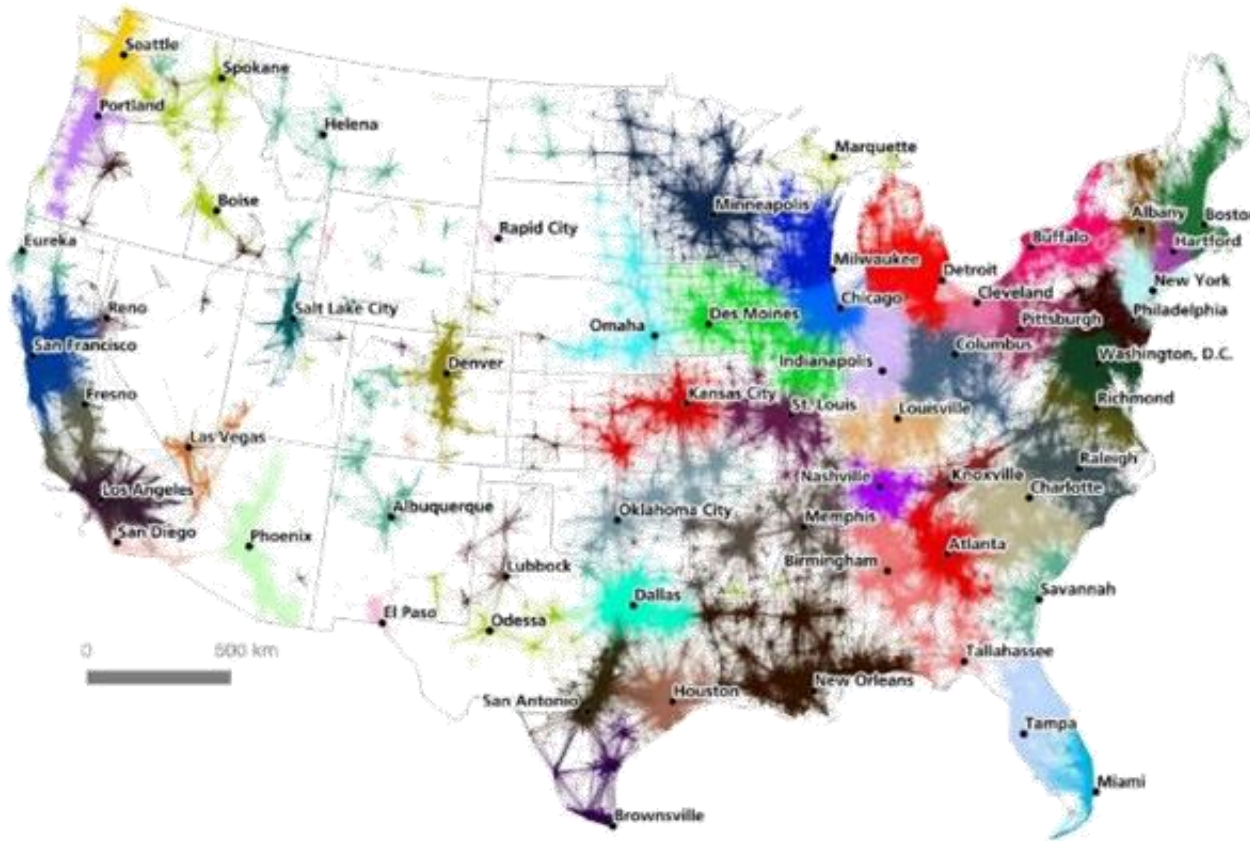 Seattle
Spokane
Portland
Helena
Marquette
Boise
Minneapolis
Albany
Boston
Rapid City
Buffalo
Hartford
Eureka
Milwaukee
Detroit
New York
Reno
Salt Lake City
Chicago
Cleveland
Philadelphia
Omaha
Des Moines
Pittsburgh
San Francisco
Columbus
Washington, D.C.
Denver
Indianapolis
Fresno
Kansas City
St. Louis
Louisville
Richmond
Las Vegas
Raleigh
Los Angeles
Nashville
Knoxville
Charlotte
Albuquerque
Oklahoma City
Memphis
San Diego
Phoenix
Birmingham
Atlanta
Lubbock
Dallas
Savannah
El Paso
Odessa
0 500 km
Tallahassee
New Orleans
San Antonio
Houston
Tampa
Miami
Brownsville